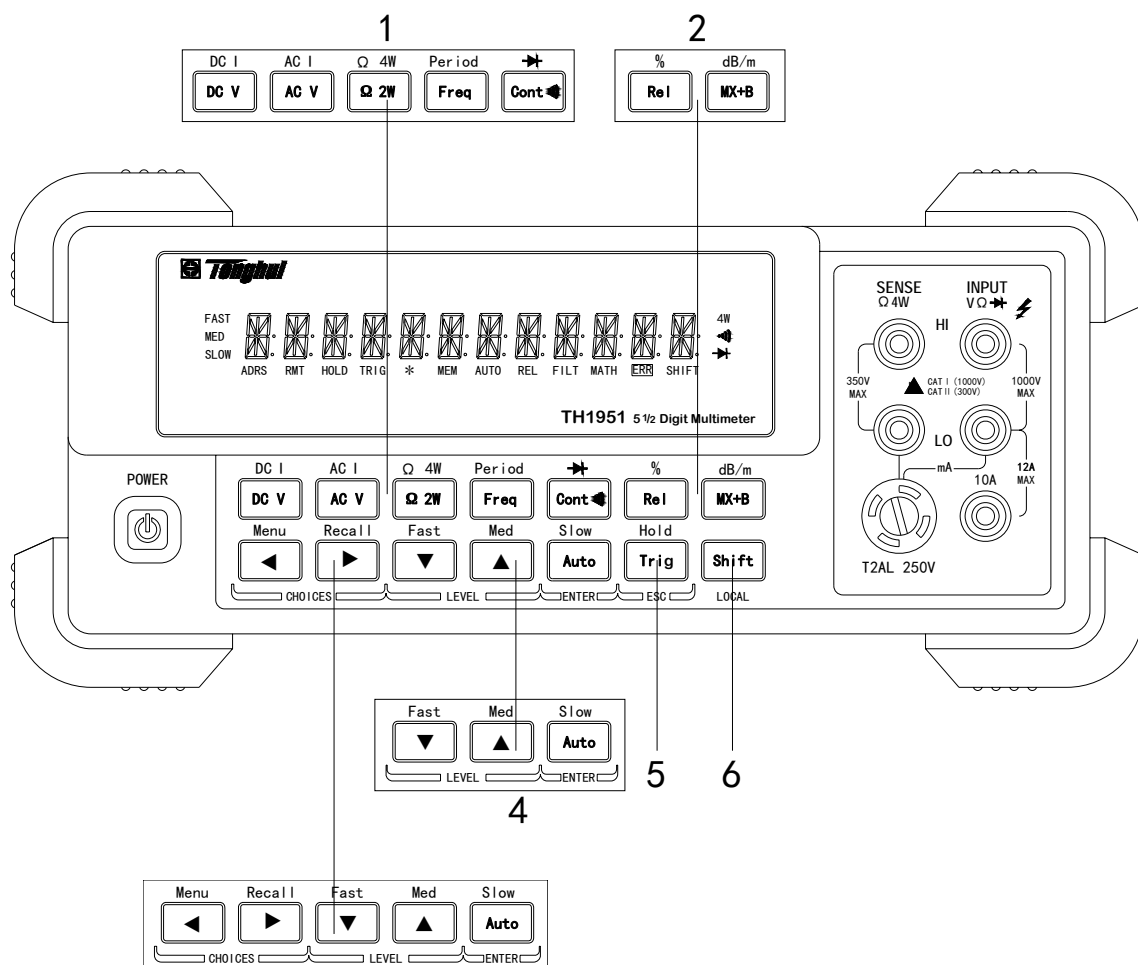 1 2
DC I AC I Ω 4W Period
DC V AC V Ω 2W Freq Cont
% dB/m
Rel MX+B
Tonghui
FAST
MED
SLOW
4W
ADRS RMT HOLD TRIG * MEM AUTO REL FILT MATH ERR SHIFT
TH1951 5 1/2 Digit Multimeter
SENSE INPUT
Ω 4W V Ω
HI
350V MAX
CAT I (1000V)
CAT II (300V)
1000V MAX
LO
mA
12A MAX
10A
T2AL 250V
POWER
DC I AC I Ω 4W Period % dB/m
DC V AC V Ω 2W Freq Cont Rel MX+B
Menu Recall Fast Med Slow Hold
◀ ▶ ▼ ▲ Auto Trig Shift
CHOICES LEVEL ENTER ESC LOCAL
Fast Med Slow
▼ ▲ Auto
LEVEL ENTER
4 5 6
Menu Recall Fast Med Slow
◀ ▶ ▼ ▲ Auto
CHOICES LEVEL ENTER